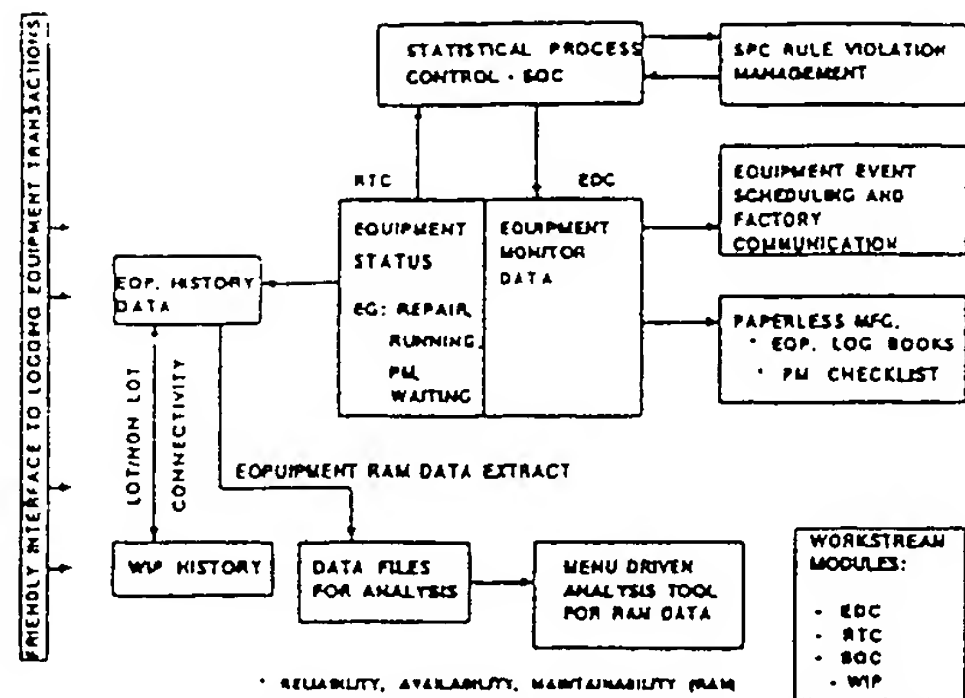 FRIENDLY INTERFACE TO LOGGING EQUIPMENT TRANSACTIONS
STATISTICAL PROCESS
CONTROL - SQC
SPC RULE VIOLATION
MANAGEMENT
RTC
EDC
EQUIPMENT
STATUS
EG: REPAIR,
RUNNING,
PM,
WAITING
EQUIPMENT
MONITOR
DATA
EQUIPMENT EVENT
SCHEDULING AND
FACTORY
COMMUNICATION
EQP. HISTORY
DATA
PAPERLESS MFG.
* EQP. LOG BOOKS
* PM CHECKLIST
LOT/NON LOT
CONNECTIVITY
EQPUIPMENT RAM DATA EXTRACT
WIP HISTORY
DATA FILES
FOR ANALYSIS
MENU DRIVEN
ANALYSIS TOOL
FOR RAM DATA
WORKSTREAM
MODULES:
- EDC
- RTC
- SQC
- WIP
* RELIABILITY, AVAILABILITY, MAINTAINABILITY (RAM)